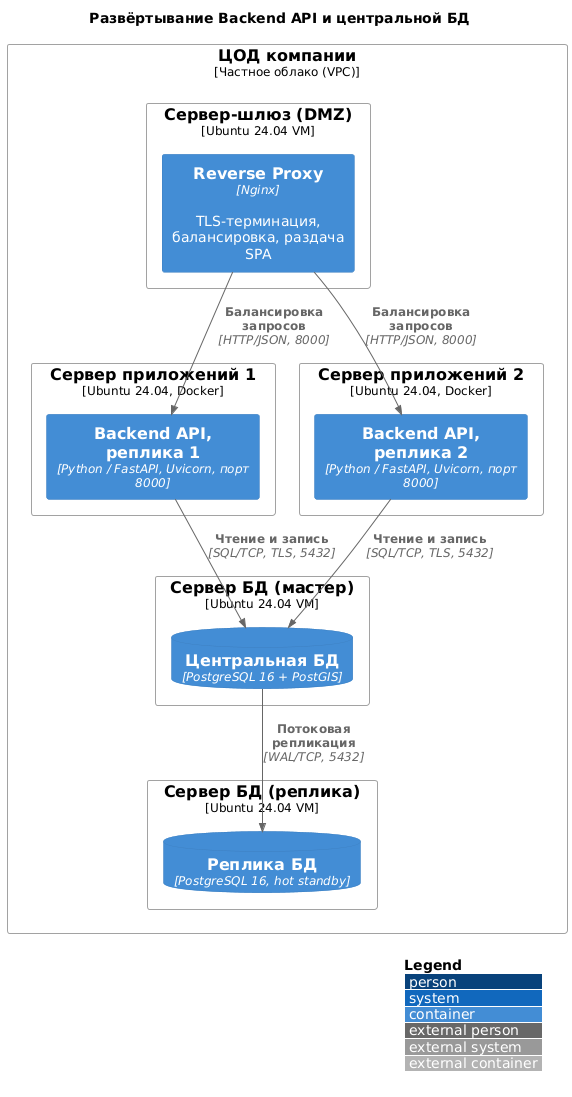 Развёртывание Backend API и центральной БД
ЦОД компании
[Частное облако (VPC)]
Сервер-шлюз (DMZ)
[Ubuntu 24.04 VM]
Reverse Proxy
[Nginx]
TLS-терминация,
балансировка, раздача
SPA
Балансировка
запросов
[HTTP/JSON, 8000]
Балансировка
запросов
[HTTP/JSON, 8000]
Сервер приложений 1
[Ubuntu 24.04, Docker]
Backend API,
реплика 1
[Python / FastAPI, Uvicorn, порт
8000]
Сервер приложений 2
[Ubuntu 24.04, Docker]
Backend API,
реплика 2
[Python / FastAPI, Uvicorn, порт
8000]
Чтение и запись
[SQL/TCP, TLS, 5432]
Чтение и запись
[SQL/TCP, TLS, 5432]
Сервер БД (мастер)
[Ubuntu 24.04 VM]
Центральная БД
[PostgreSQL 16 + PostGIS]
Потоковая
репликация
[WAL/TCP, 5432]
Сервер БД (реплика)
[Ubuntu 24.04 VM]
Реплика БД
[PostgreSQL 16, hot standby]
Legend
person
system
container
external person
external system
external container